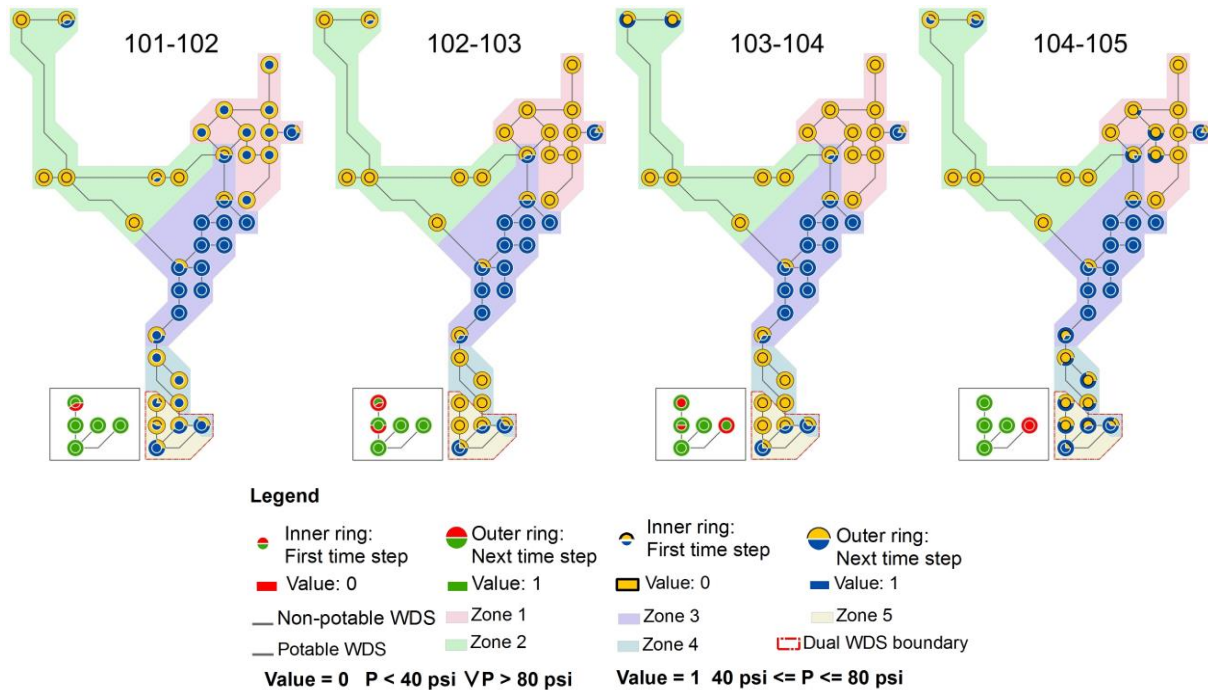 101-102
102-103
103-104
104-105
Legend
Inner ring:
First time step
Outer ring:
Next time step
Inner ring:
First time step
Outer ring:
Next time step
Value: 0
Value: 1
Value: 0
Value: 1
Non-potable WDS
Zone 1
Zone 3
Zone 5
Potable WDS
Zone 2
Zone 4
Dual WDS boundary
Value = 0 P < 40 psi ∨P > 80 psi
Value = 1 40 psi <= P <= 80 psi